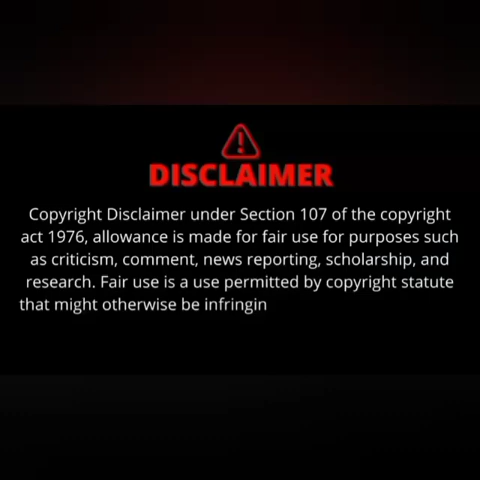 DISCLAIMER
Copyright Disclaimer under Section 107 of the copyright
act 1976, allowance is made for fair use for purposes such
as criticism, comment, news reporting, scholarship, and
research. Fair use is a use permitted by copyright statute
that might otherwise be infringin